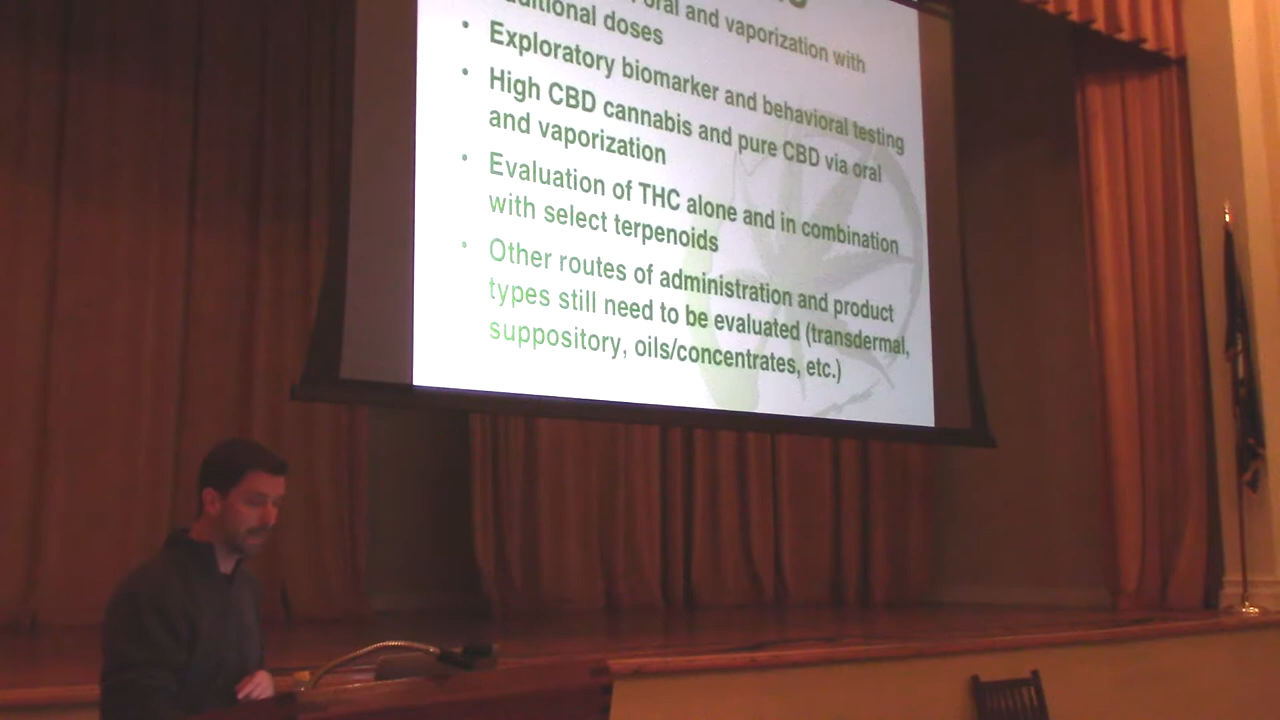 oral and vaporization with
additional doses
• Exploratory biomarker and behavioral testing
• High CBD cannabis and pure CBD via oral
and vaporization
• Evaluation of THC alone and in combination
with select terpenoids
• Other routes of administration and product
types still need to be evaluated (transdermal,
suppository, oils/concentrates, etc.)